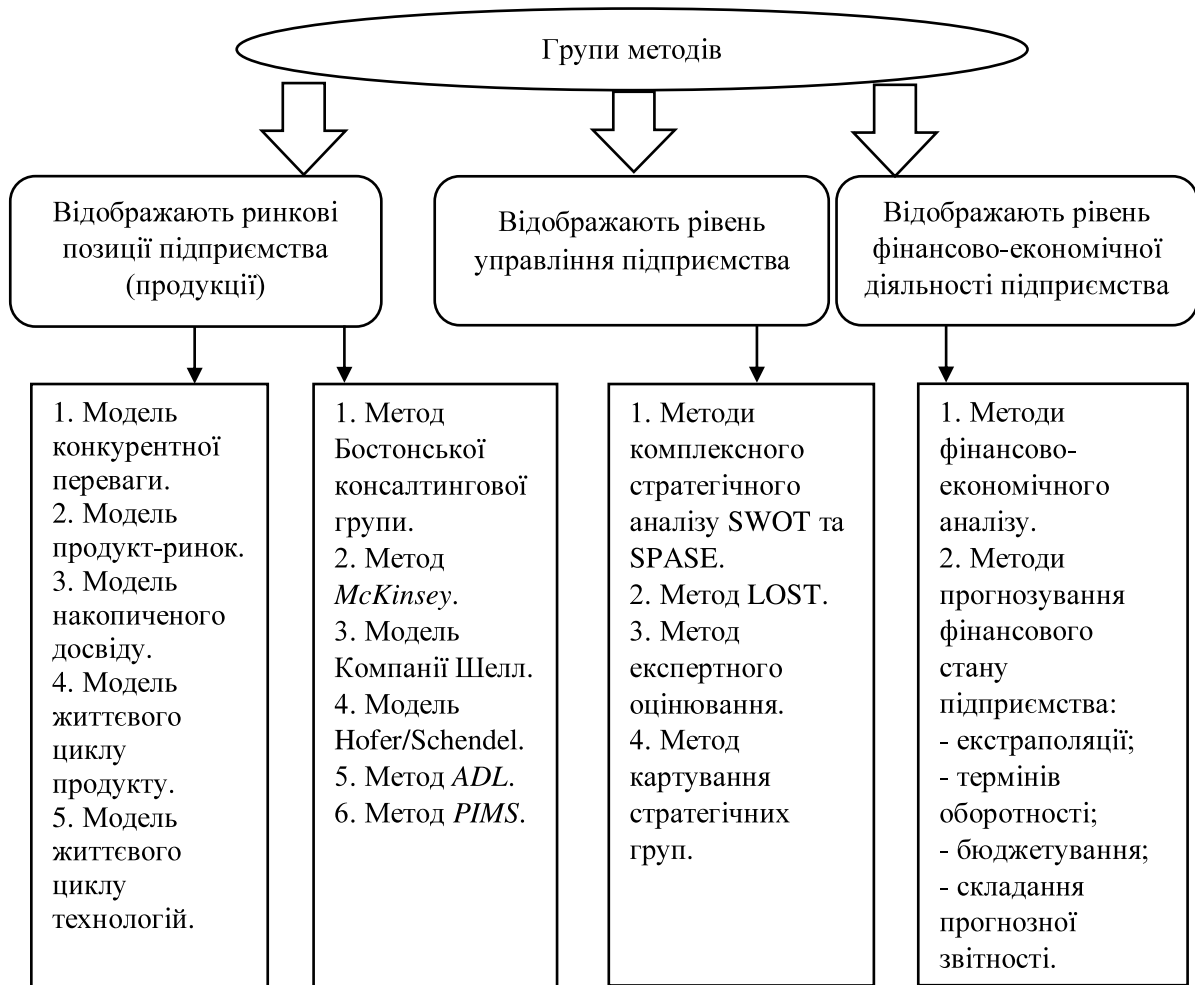 Групи методів
Відображають ринкові
позиції підприємства
(продукції)
Відображають рівень
управління підприємства
Відображають рівень
фінансово-економічної
діяльності підприємства
1. Модель
конкурентної
переваги.
2. Модель
продукт-ринок.
3. Модель
накопиченого
досвіду.
4. Модель
життєвого
циклу
продукту.
5. Модель
життєвого
циклу
технологій.
1. Метод
Бостонської
консалтингової
групи.
2. Метод
McKinsey.
3. Модель
Компанії Шелл.
4. Модель
Hofer/Schendel.
5. Метод ADL.
6. Метод PIMS.
1. Методи
комплексного
стратегічного
аналізу SWOT та
SPASE.
2. Метод LOST.
3. Метод
експертного
оцінювання.
4. Метод
картування
стратегічних
груп.
1. Методи
фінансово-
економічного
аналізу.
2. Методи
прогнозування
фінансового
стану
підприємства:
- екстраполяції;
- термінів
оборотності;
- бюджетування;
- складання
прогнозної
звітності.